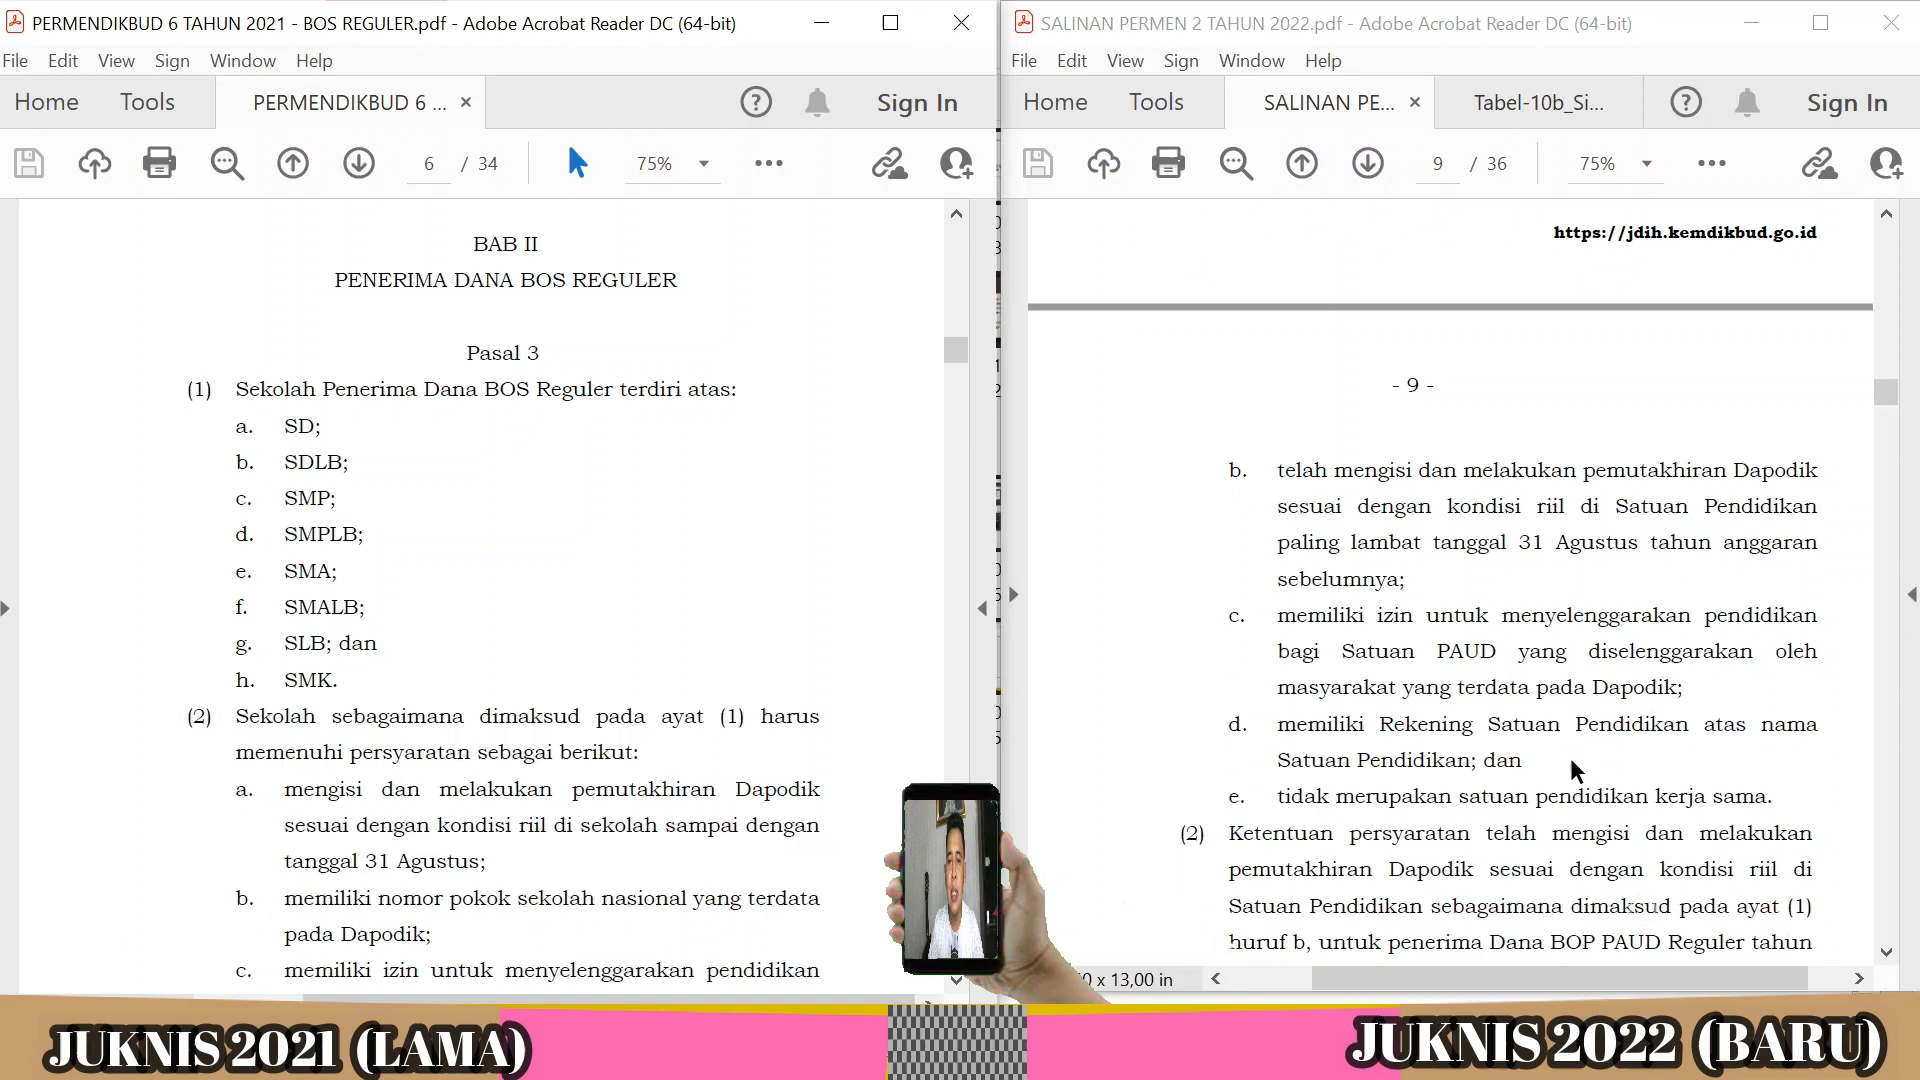 PERMENDIKBUD 6 TAHUN 2021 - BOS REGULER.pdf - Adobe Acrobat Reader DC (64-bit)
File Edit View Sign Window Help
Home Tools PERMENDIKBUD 6 ... × ? Sign In
6 / 34 75%
BAB II
PENERIMA DANA BOS REGULER
Pasal 3
(1) Sekolah Penerima Dana BOS Reguler terdiri atas:
a. SD;
b. SDLB;
c. SMP;
d. SMPLB;
e. SMA;
f. SMALB;
g. SLB; dan
h. SMK.
(2) Sekolah sebagaimana dimaksud pada ayat (1) harus
memenuhi persyaratan sebagai berikut:
a. mengisi dan melakukan pemutakhiran Dapodik
sesuai dengan kondisi riil di sekolah sampai dengan
tanggal 31 Agustus;
b. memiliki nomor pokok sekolah nasional yang terdata
pada Dapodik;
c. memiliki izin untuk menyelenggarakan pendidikan
SALINAN PERMEN 2 TAHUN 2022.pdf - Adobe Acrobat Reader DC (64-bit)
File Edit View Sign Window Help
Home Tools SALINAN PE... × Tabel-10b_Si... ? Sign In
9 / 36 75%
https://jdih.kemdikbud.go.id
- 9 -
b. telah mengisi dan melakukan pemutakhiran Dapodik
sesuai dengan kondisi riil di Satuan Pendidikan
paling lambat tanggal 31 Agustus tahun anggaran
sebelumnya;
c. memiliki izin untuk menyelenggarakan pendidikan
bagi Satuan PAUD yang diselenggarakan oleh
masyarakat yang terdata pada Dapodik;
d. memiliki Rekening Satuan Pendidikan atas nama
Satuan Pendidikan; dan
e. tidak merupakan satuan pendidikan kerja sama.
(2) Ketentuan persyaratan telah mengisi dan melakukan
pemutakhiran Dapodik sesuai dengan kondisi riil di
Satuan Pendidikan sebagaimana dimaksud pada ayat (1)
huruf b, untuk penerima Dana BOP PAUD Reguler tahun
0 x 13,00 in
JUKNIS 2021 (LAMA)
JUKNIS 2022 (BARU)